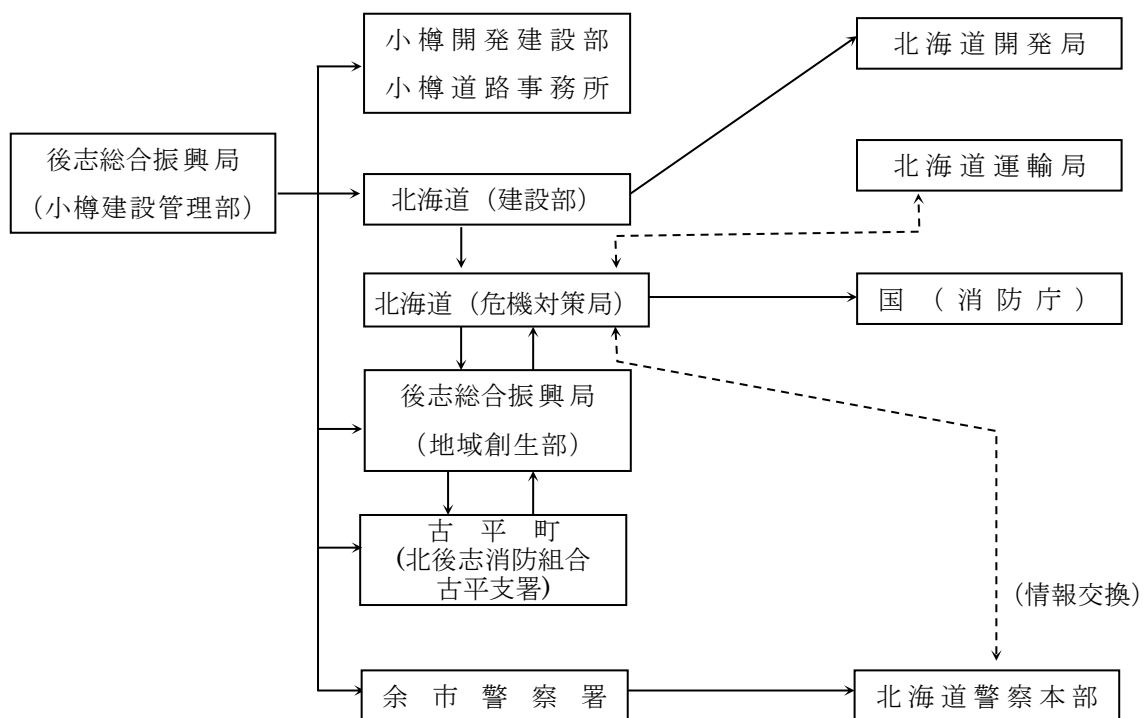 小樽開発建設部
小樽道路事務所
北海道開発局
後志総合振興局
（小樽建設管理部）
北海道（建設部）
北海道運輸局
北海道（危機対策局）
国（消防庁）
後志総合振興局
（地域創生部）
古平町
(北後志消防組合
古平支署)
（情報交換）
余市警察署
北海道警察本部